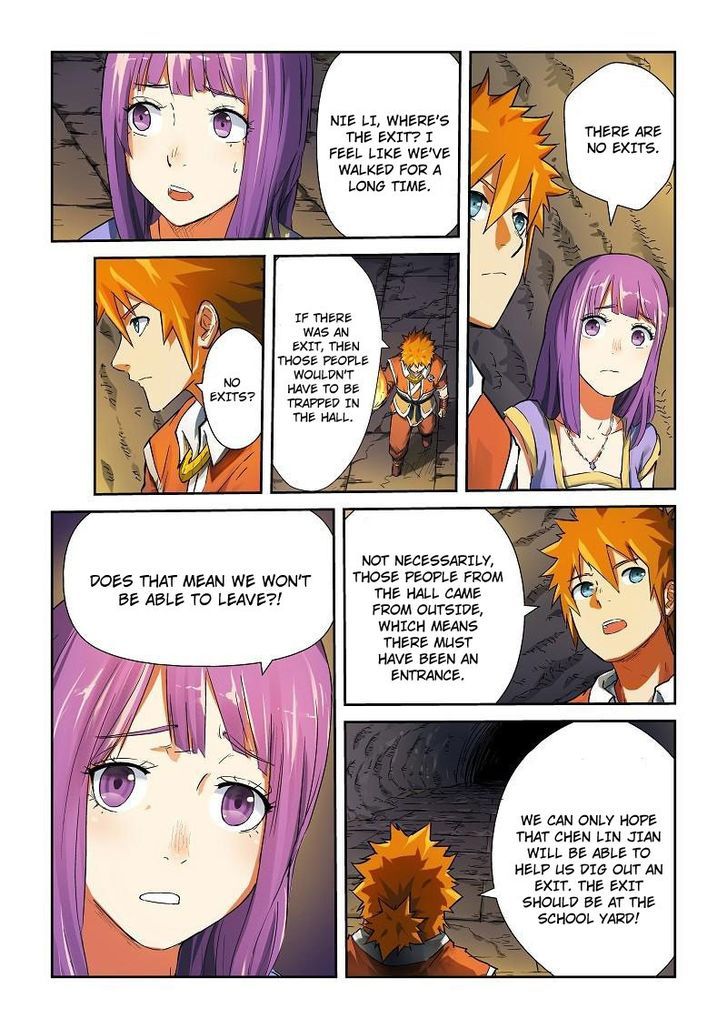 NIE LI, WHERE'S
THE EXIT? I
FEEL LIKE WE'VE
WALKED FOR A
LONG TIME.
THERE ARE
NO EXITS.
NO
EXITS?
IF THERE
WAS AN
EXIT, THEN
THOSE PEOPLE
WOULDN'T
HAVE TO BE
TRAPPED IN
THE HALL.
DOES THAT MEAN WE WON'T
BE ABLE TO LEAVE?!
NOT NECESSARILY,
THOSE PEOPLE FROM
THE HALL CAME
FROM OUTSIDE,
WHICH MEANS
THERE MUST
HAVE BEEN AN
ENTRANCE.
WE CAN ONLY HOPE
THAT CHEN LIN JIAN
WILL BE ABLE TO
HELP US DIG OUT AN
EXIT. THE EXIT
SHOULD BE AT THE
SCHOOL YARD!